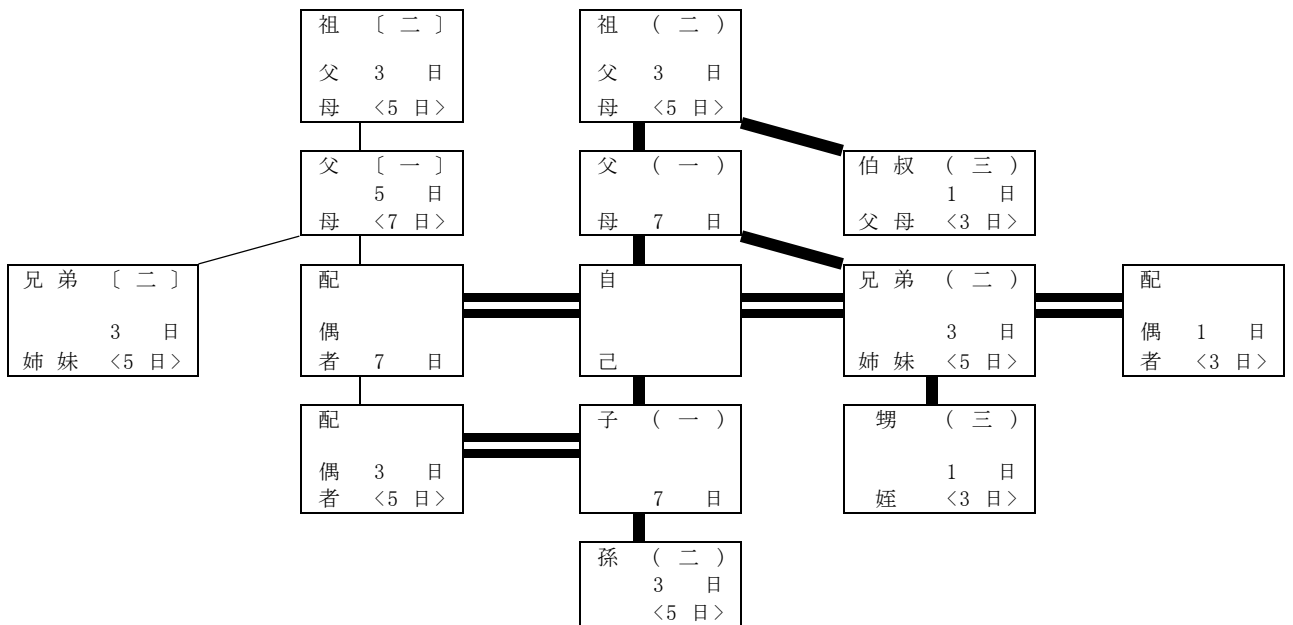 祖 〔 二 〕
父 3 日
母 <5 日>
祖 ( 二 )
父 3 日
母 <5 日>
父 〔 一 〕
5 日
母 <7 日>
父 ( 一 )
母 7 日
伯 叔 ( 三 )
1 日
父 母 <3 日>
兄 弟 〔 二 〕
3 日
姉 妹 <5 日>
配
偶
者 7 日
自
己
兄 弟 ( 二 )
3 日
姉 妹 <5 日>
配
偶 1 日
者 <3 日>
配
偶 3 日
者 <5 日>
子 ( 一 )
7 日
甥 ( 三 )
1 日
姪 <3 日>
孫 ( 二 )
3 日
<5 日>